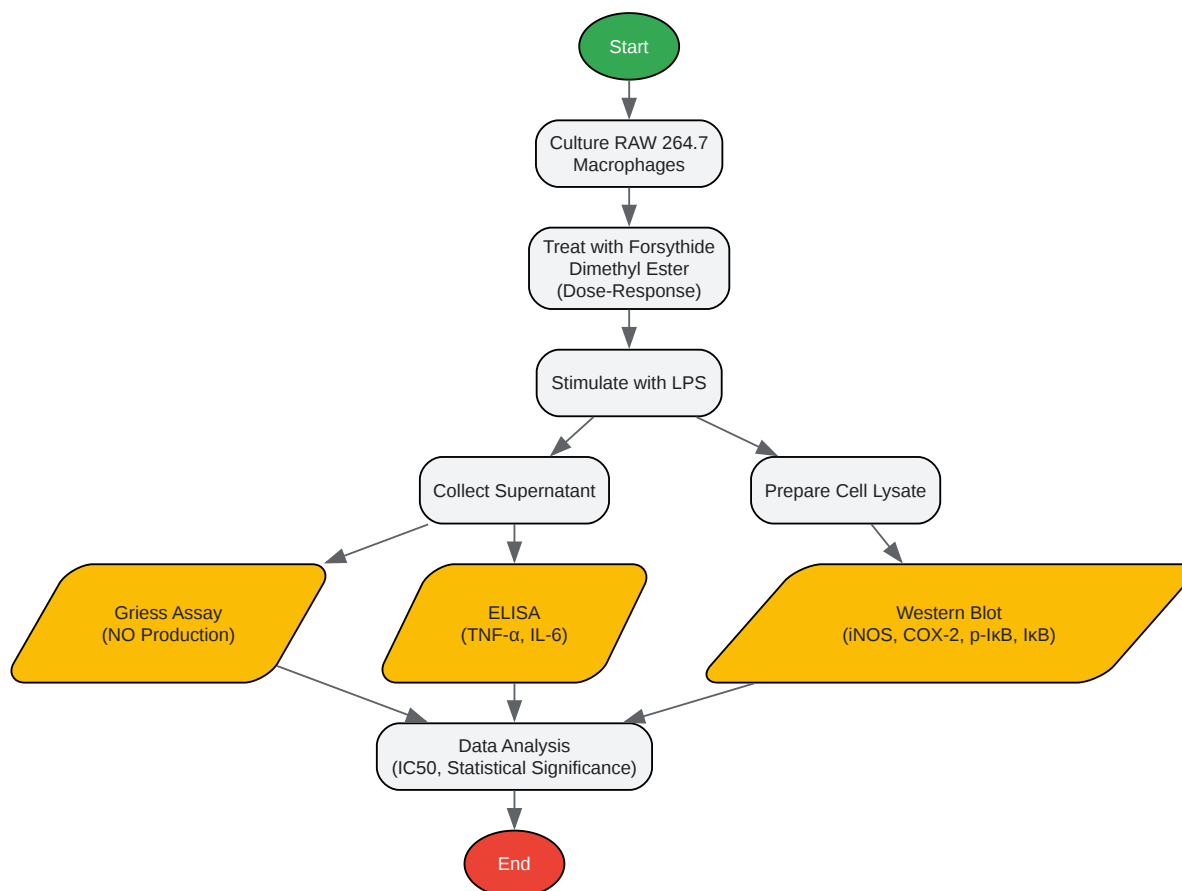 Start
Culture RAW 264.7
Macrophages
Treat with Forsythide
Dimethyl Ester
(Dose-Response)
Stimulate with LPS
Collect Supernatant
Prepare Cell Lysate
Griess Assay
(NO Production)
ELISA
(TNF-α, IL-6)
Western Blot
(iNOS, COX-2, p-IκB, IκB)
Data Analysis
(IC50, Statistical Significance)
End